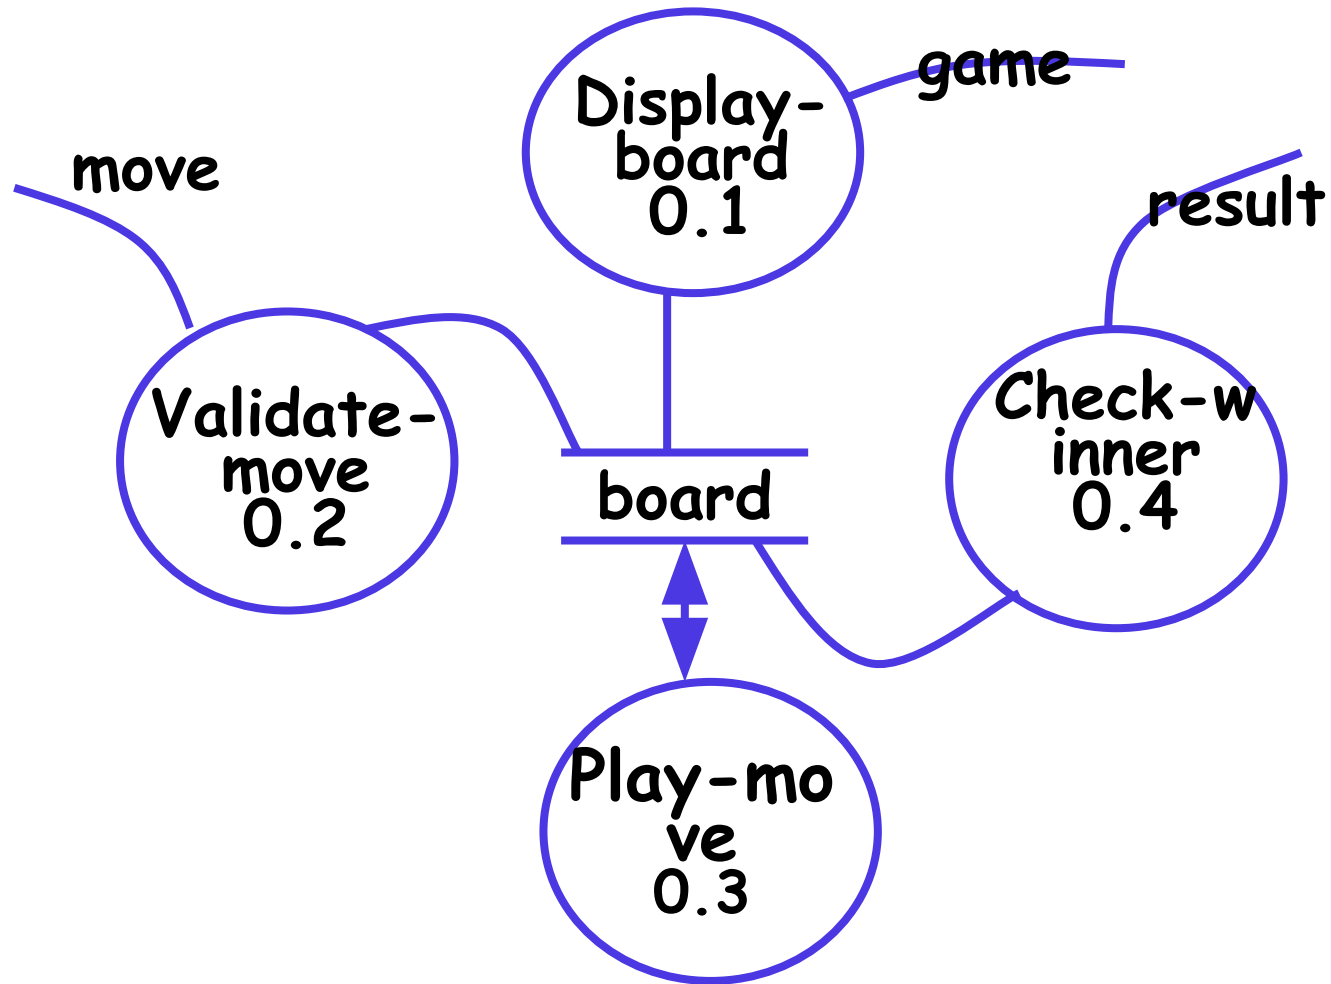 game
Display-
board
0.1
move
result
Validate-
move
0.2
Check-w
inner
0.4
board
Play-mo
ve
0.3